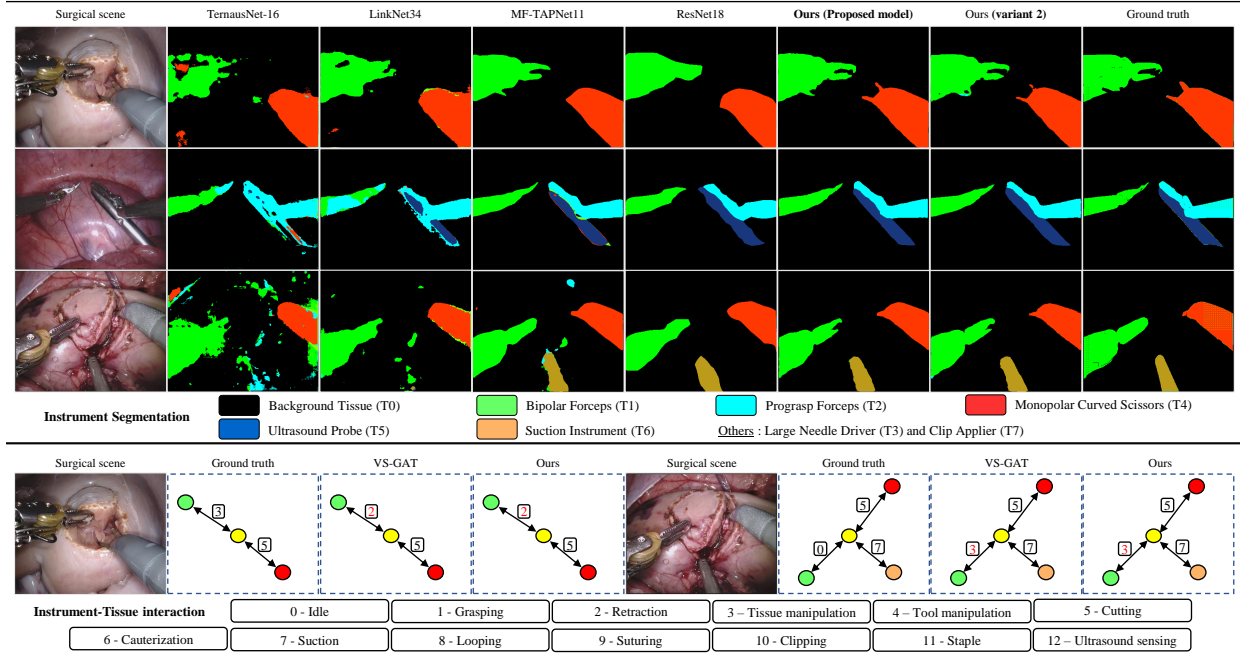 Surgical scene TernausNet-16 LinkNet34 MF-TAPNet11 ResNet18 Ours (Proposed model) Ours (variant 2) Ground truth
Instrument Segmentation
Background Tissue (T0) Bipolar Forceps (T1) Prograsp Forceps (T2) Monopolar Curved Scissors (T4)
Ultrasound Probe (T5) Suction Instrument (T6) Others : Large Needle Driver (T3) and Clip Applier (T7)
Surgical scene Ground truth VS-GAT Ours Surgical scene Ground truth VS-GAT Ours
3 5
2 5
2 5
5 0 7
5 3 7
5 3 7
Instrument-Tissue interaction
0 - Idle 1 - Grasping 2 - Retraction 3 – Tissue manipulation 4 – Tool manipulation 5 - Cutting
6 - Cauterization 7 - Suction 8 - Looping 9 - Suturing 10 - Clipping 11 - Staple 12 – Ultrasound sensing